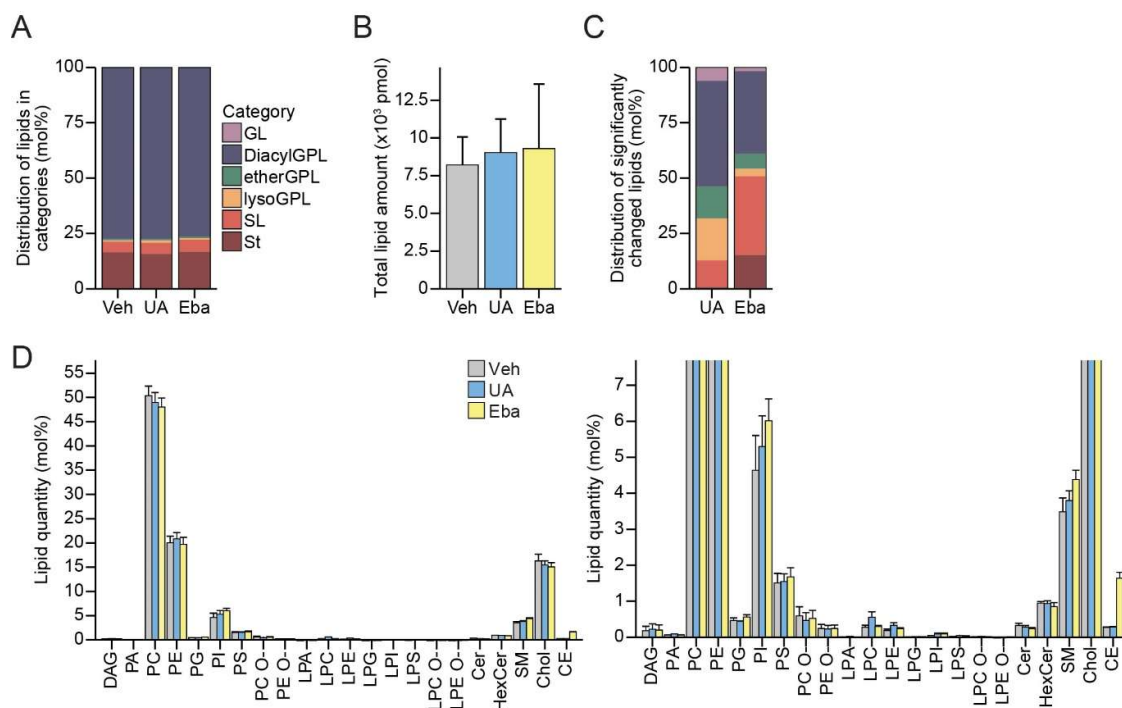 A
Distribution of lipids in
categories (mol%)
100
75
50
25
0
Veh UA Eba
Category
GL
DiacylGPL
etherGPL
lysoGPL
SL
St
B
Total lipid amount (x10³ pmol)
12.5
10.0
7.5
5.0
2.5
0
Veh UA Eba
C
Distribution of significantly
changed lipids (mol%)
100
75
50
25
0
UA Eba
D
Lipid quantity (mol%)
55
50
45
40
35
30
25
20
15
10
5
0
DAG
PA
PC
PE
PG
PI
PS
PC O-
PE O-
LPA
LPC
LPE
LPG
LPI
LPS
LPC O-
LPE O-
Cer
HexCer
SM
Chol
CE
Veh
UA
Eba
Lipid quantity (mol%)
7
6
5
4
3
2
1
0
DAG
PA
PC
PE
PG
PI
PS
PC O-
PE O-
LPA
LPC
LPE
LPG
LPI
LPS
LPC O-
LPE O-
Cer
HexCer
SM
Chol
CE